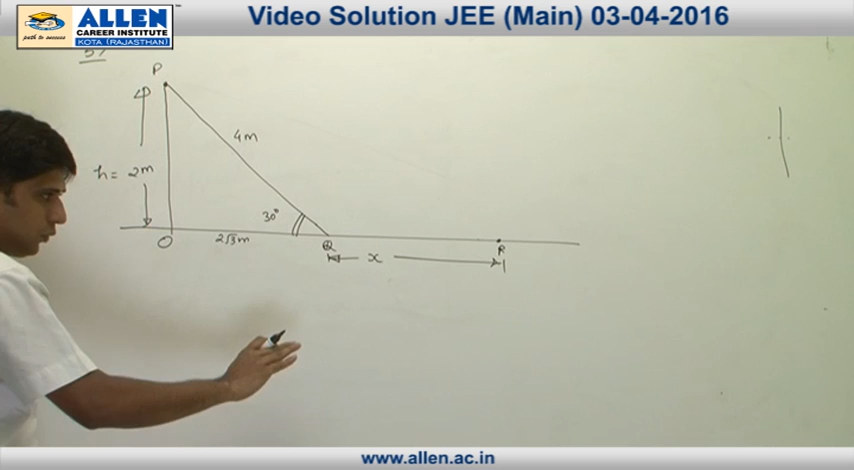 Video Solution JEE (Main) 03-04-2016
ALLEN
CAREER INSTITUTE
KOTA (RAJASTHAN)
path to success
P
4m
h = 2m
30°
O
2√3m
Q
R
x
www.allen.ac.in